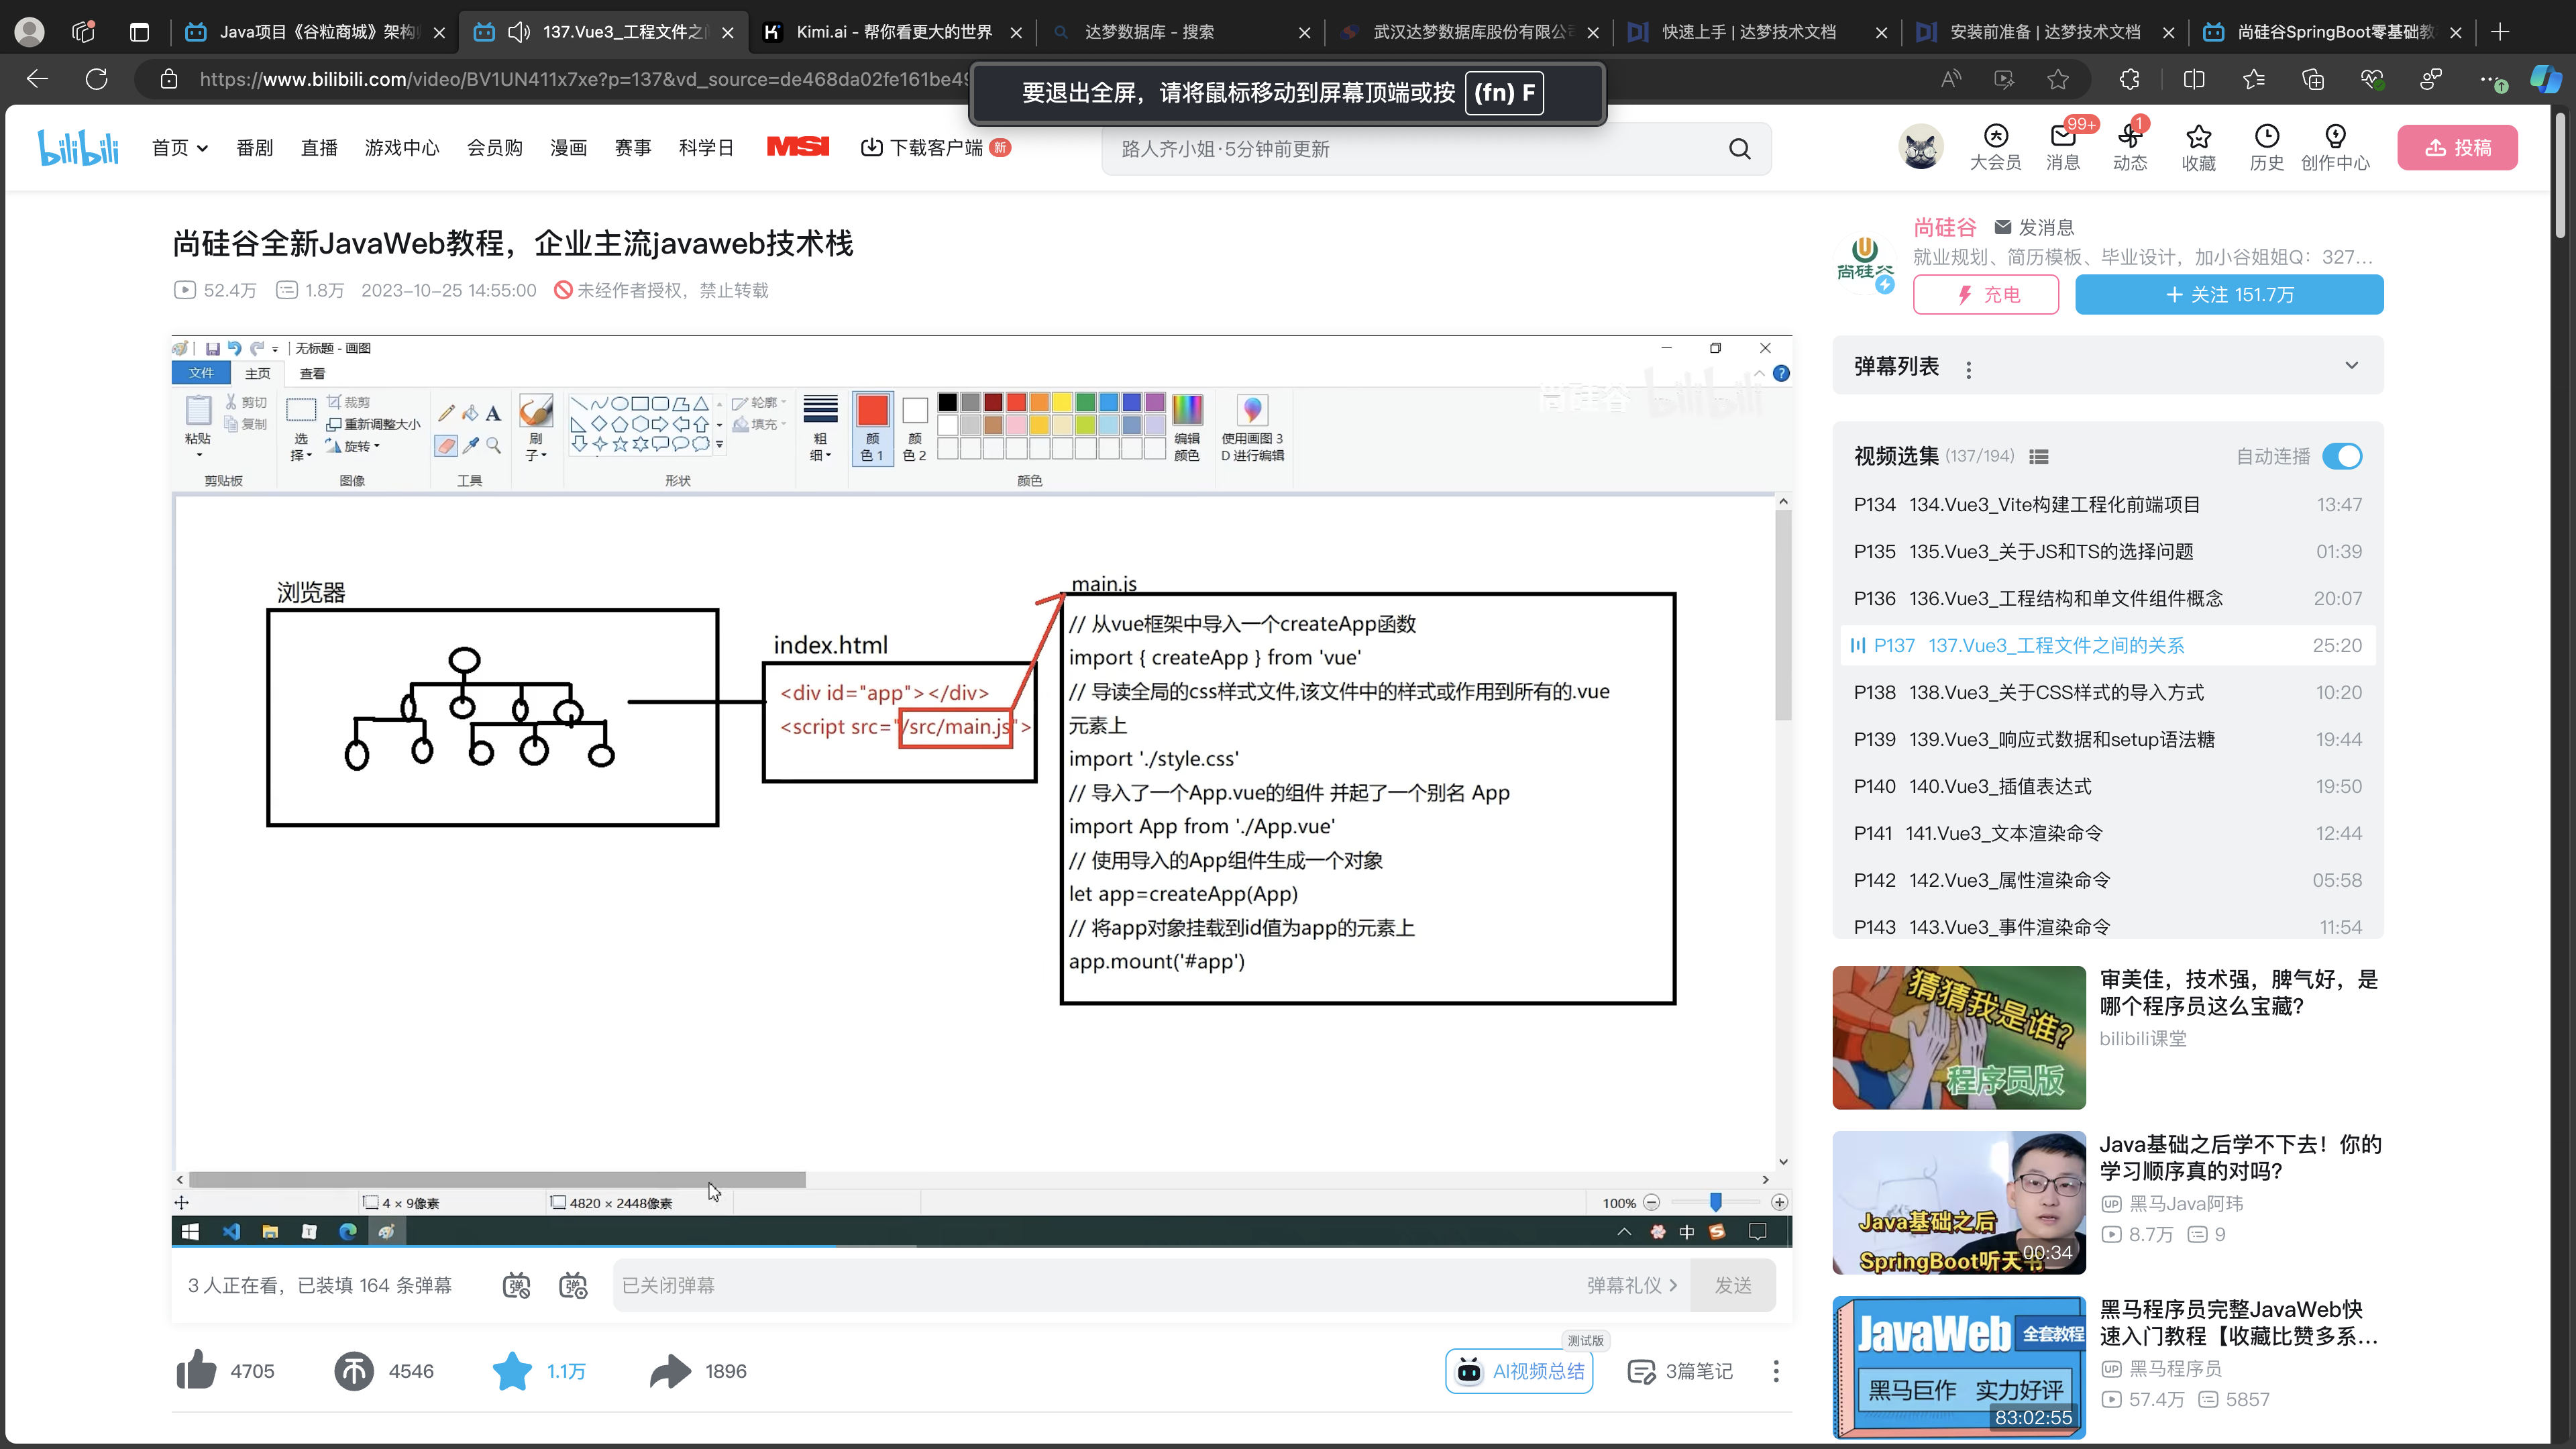 Java项目《谷粒商城》架构
137.Vue3_工程文件之
Kimi.ai - 帮你看更大的世界
达梦数据库 - 搜索
武汉达梦数据库股份有限公
快速上手 | 达梦技术文档
安装前准备 | 达梦技术文档
尚硅谷SpringBoot零基础教
https://www.bilibili.com/video/BV1UN411x7xe?p=137&vd_source=de468da02fe161be49
要退出全屏，请将鼠标移动到屏幕顶端或按 (fn) F
bilibili
首页
番剧
直播
游戏中心
会员购
漫画
赛事
科学日
MSI
下载客户端
新
路人齐小姐·5分钟前更新
大会员
99+
消息
1
动态
收藏
历史
创作中心
投稿
尚硅谷全新JavaWeb教程，企业主流javaweb技术栈
52.4万 1.8万 2023-10-25 14:55:00 未经作者授权，禁止转载
尚硅谷
尚硅谷 发消息
就业规划、简历模板、毕业设计，加小谷姐姐Q：327...
充电
+ 关注 151.7万
无标题 - 画图
文件 主页 查看
粘贴
剪切
复制
剪贴板
选择
裁剪
重新调整大小
旋转
图像
A
工具
刷子
轮廓
填充
形状
粗细
颜色 1
颜色 2
编辑颜色
颜色
使用画图 3D 进行编辑
尚硅谷 bilibili
浏览器
index.html
<div id="app"></div>
<script src="/src/main.js">
main.js
// 从vue框架中导入一个createApp函数
import { createApp } from 'vue'
// 导读全局的css样式文件,该文件中的样式或作用到所有的.vue
元素上
import './style.css'
// 导入了一个App.vue的组件 并起了一个别名 App
import App from './App.vue'
// 使用导入的App组件生成一个对象
let app=createApp(App)
// 将app对象挂载到id值为app的元素上
app.mount('#app')
4 × 9像素
4820 × 2448像素
100%
中
3 人正在看，已装填 164 条弹幕
已关闭弹幕
弹幕礼仪
发送
4705
4546
1.1万
1896
测试版
AI视频总结
3篇笔记
弹幕列表
视频选集 (137/194)
自动连播
P134 134.Vue3_Vite构建工程化前端项目 13:47
P135 135.Vue3_关于JS和TS的选择问题 01:39
P136 136.Vue3_工程结构和单文件组件概念 20:07
P137 137.Vue3_工程文件之间的关系 25:20
P138 138.Vue3_关于CSS样式的导入方式 10:20
P139 139.Vue3_响应式数据和setup语法糖 19:44
P140 140.Vue3_插值表达式 19:50
P141 141.Vue3_文本渲染命令 12:44
P142 142.Vue3_属性渲染命令 05:58
P143 143.Vue3_事件渲染命令 11:54
猜猜我是谁?
程序员版
审美佳，技术强，脾气好，是
哪个程序员这么宝藏？
bilibili课堂
Java基础之后
SpringBoot听天书
00:34
Java基础之后学不下去！你的
学习顺序真的对吗？
UP 黑马Java阿玮
8.7万 9
JavaWeb 全套教程
黑马巨作 实力好评
83:02:55
黑马程序员完整JavaWeb快
速入门教程【收藏比赞多系...
UP 黑马程序员
57.4万 5857